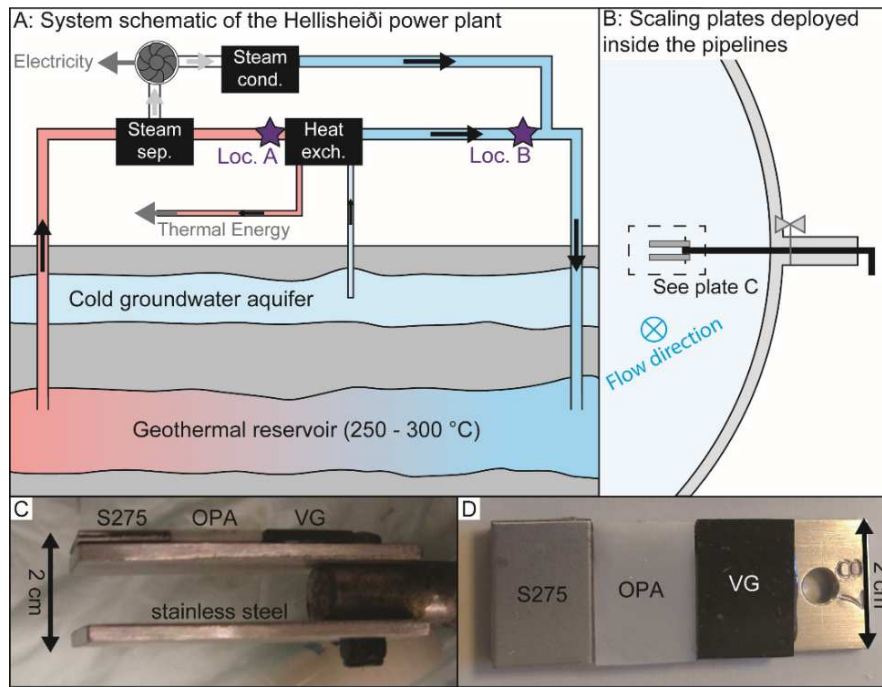 A: System schematic of the Hellisheiði power plant
Electricity
Steam
cond.
Steam
sep.
Loc. A
Heat
exch.
Loc. B
Thermal Energy
Cold groundwater aquifer
Geothermal reservoir (250 - 300 °C)
B: Scaling plates deployed
inside the pipelines
See plate C
Flow direction
C
S275 OPA VG
2 cm
stainless steel
D
S275 OPA VG
2 cm